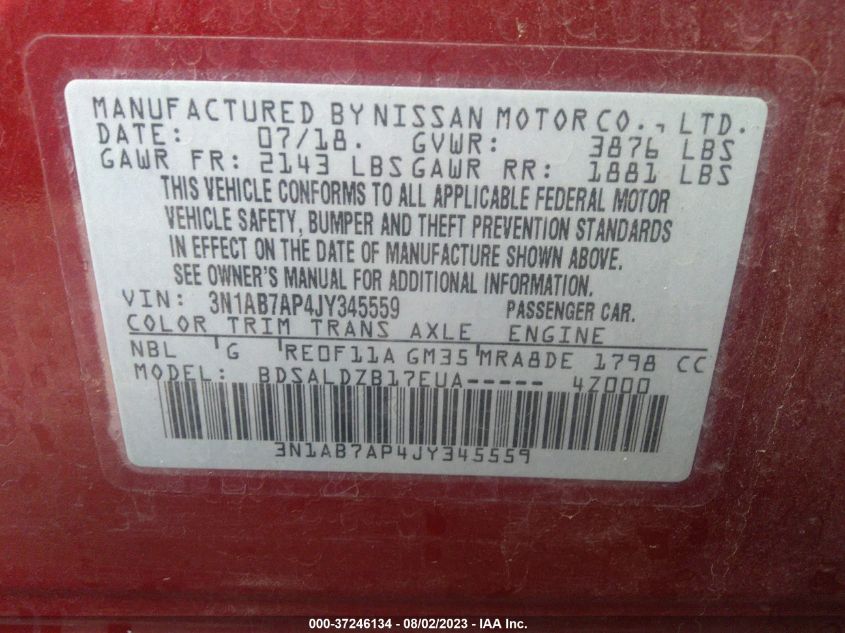 MANUFACTURED BY NISSAN MOTOR CO., LTD.
DATE: 07/18. GVWR: 3876 LBS
GAWR FR: 2143 LBS GAWR RR: 1881 LBS
THIS VEHICLE CONFORMS TO ALL APPLICABLE FEDERAL MOTOR
VEHICLE SAFETY, BUMPER AND THEFT PREVENTION STANDARDS
IN EFFECT ON THE DATE OF MANUFACTURE SHOWN ABOVE.
SEE OWNER'S MANUAL FOR ADDITIONAL INFORMATION.
VIN: 3N1AB7AP4JY345559 PASSENGER CAR.
COLOR TRIM TRANS AXLE ENGINE
NBL G RE0F11A GM35 MRA8DE 1798 CC
MODEL: BDSALDZB17EUA----- 4Z000
3N1AB7AP4JY345559
000-37246134 - 08/02/2023 - IAA Inc.